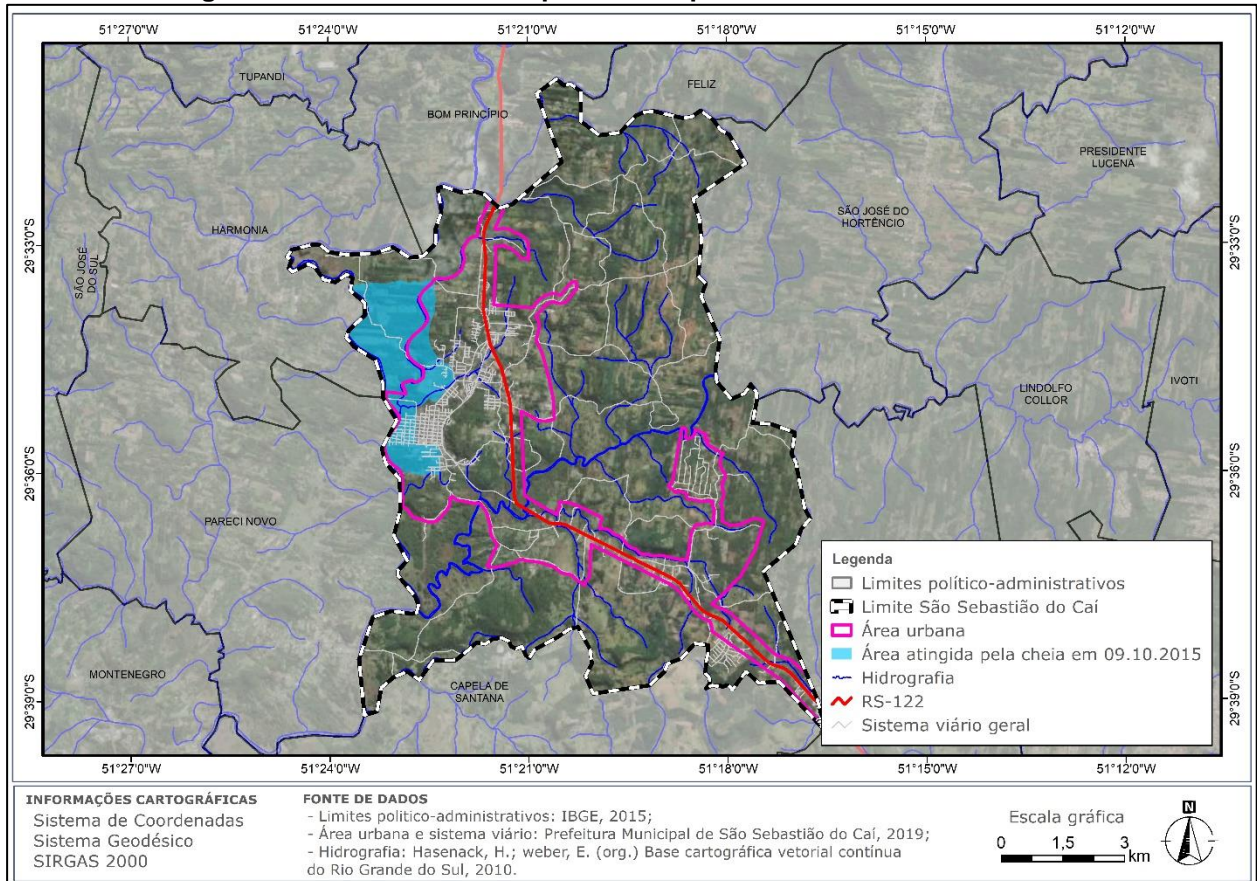 51°27'0"W 51°24'0"W 51°21'0"W 51°18'0"W 51°15'0"W 51°12'0"W
TUPANDI
BOM PRINCÍPIO
FELIZ
PRESIDENTE
LUCENA
HARMONIA
SÃO JOSÉ DO
HORTÊNCIO
SÃO JOSÉ
DO SUL
29°33'0"S
29°33'0"S
LINDOLFO
COLLOR
IVOTI
29°36'0"S
29°36'0"S
PARECI NOVO
MONTENEGRO
CAPELA DE
SANTANA
29°39'0"S
29°39'0"S
Legenda
Limites político-administrativos
Limite São Sebastião do Caí
Área urbana
Área atingida pela cheia em 09.10.2015
Hidrografia
RS-122
Sistema viário geral
51°27'0"W 51°24'0"W 51°21'0"W 51°18'0"W 51°15'0"W 51°12'0"W
INFORMAÇÕES CARTOGRÁFICAS
Sistema de Coordenadas
Sistema Geodésico
SIRGAS 2000
FONTE DE DADOS
- Limites politico-administrativos: IBGE, 2015;
- Área urbana e sistema viário: Prefeitura Municipal de São Sebastião do Caí, 2019;
- Hidrografia: Hasenack, H.; weber, E. (org.) Base cartográfica vetorial contínua
do Rio Grande do Sul, 2010.
Escala gráfica
0 1,5 3
km
N